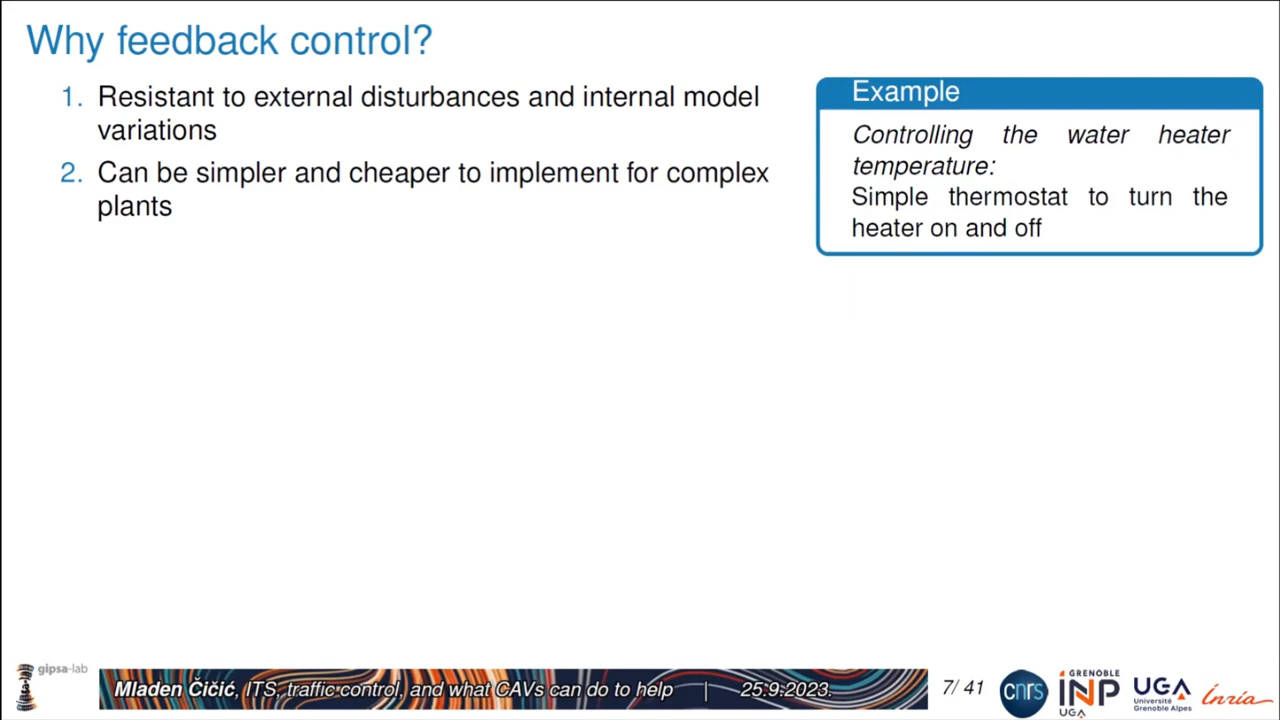 Why feedback control?
1. Resistant to external disturbances and internal model
variations
2. Can be simpler and cheaper to implement for complex
plants
Example
Controlling the water heater
temperature:
Simple thermostat to turn the
heater on and off
gipsa-lab
Mladen Čičić, ITS, traffic control, and what CAVs can do to help | 25.9.2023.
7/ 41
cnrs
GRENOBLE
INP
UGA
UGA
Université
Grenoble Alpes
Inria